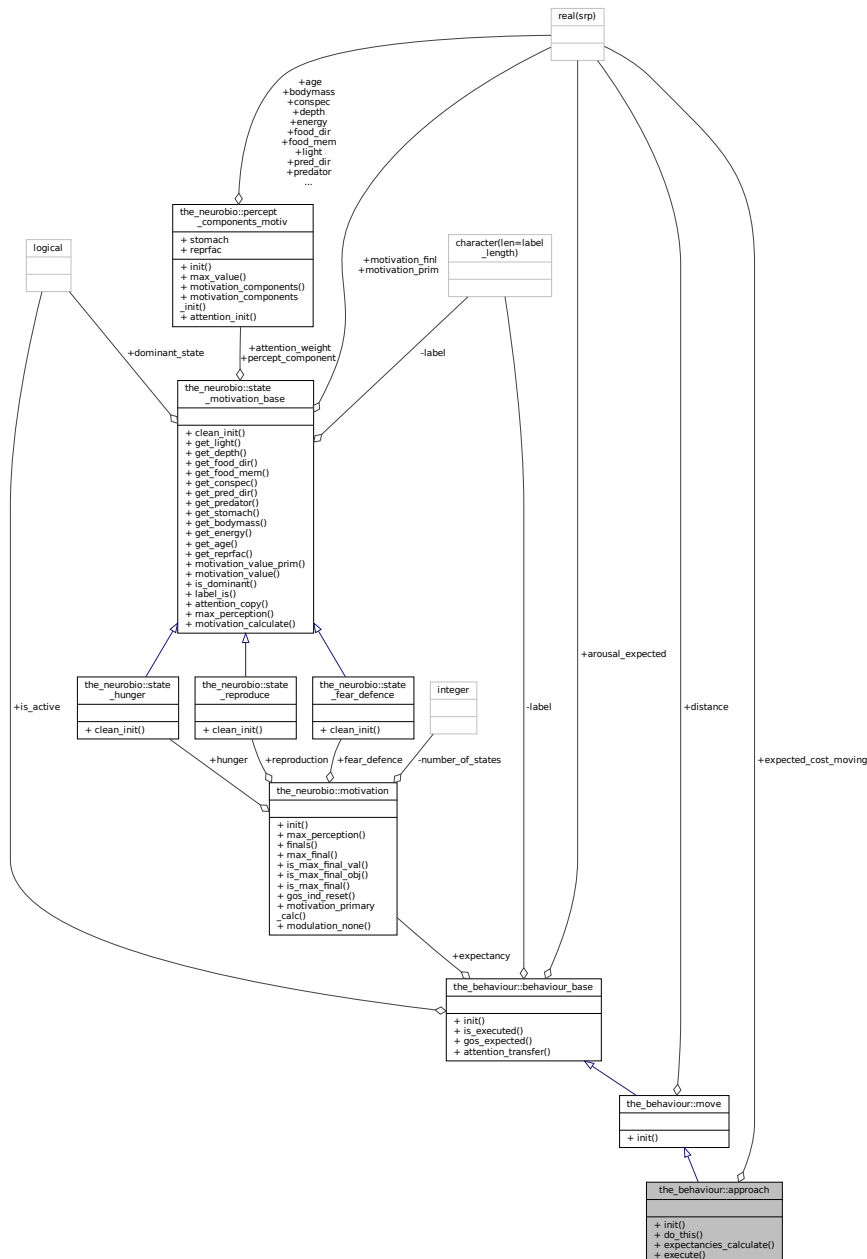 real(srp)
+age
+bodymass
+conspec
+depth
+energy
+food_dir
+food_mem
+light
+pred_dir
+predator
...
the_neurobio::percept
_components_motiv
+ stomach
+ reprfac
+ init()
+ max_value()
+ motivation_components()
+ motivation_components
_init()
+ attention_init()
logical
character(len=label
_length)
+motivation_finl
+motivation_prim
+dominant_state
+attention_weight
+percept_component
-label
the_neurobio::state
_motivation_base
+ clean_init()
+ get_light()
+ get_depth()
+ get_food_dir()
+ get_food_mem()
+ get_conspec()
+ get_pred_dir()
+ get_predator()
+ get_stomach()
+ get_bodymass()
+ get_energy()
+ get_age()
+ get_reprfac()
+ motivation_value_prim()
+ motivation_value()
+ is_dominant()
+ label_is()
+ attention_copy()
+ max_perception()
+ motivation_calculate()
+arousal_expected
the_neurobio::state
_hunger
+ clean_init()
the_neurobio::state
_reproduce
+ clean_init()
the_neurobio::state
_fear_defence
+ clean_init()
integer
+is_active
-label
+distance
+hunger
+reproduction
+fear_defence
-number_of_states
+expected_cost_moving
the_neurobio::motivation
+ init()
+ max_perception()
+ finals()
+ max_final()
+ is_max_final_val()
+ is_max_final_obj()
+ is_max_final()
+ gos_ind_reset()
+ motivation_primary
_calc()
+ modulation_none()
+expectancy
the_behaviour::behaviour_base
+ init()
+ is_executed()
+ gos_expected()
+ attention_transfer()
the_behaviour::move
+ init()
the_behaviour::approach
+ init()
+ do_this()
+ expectancies_calculate()
+ execute()